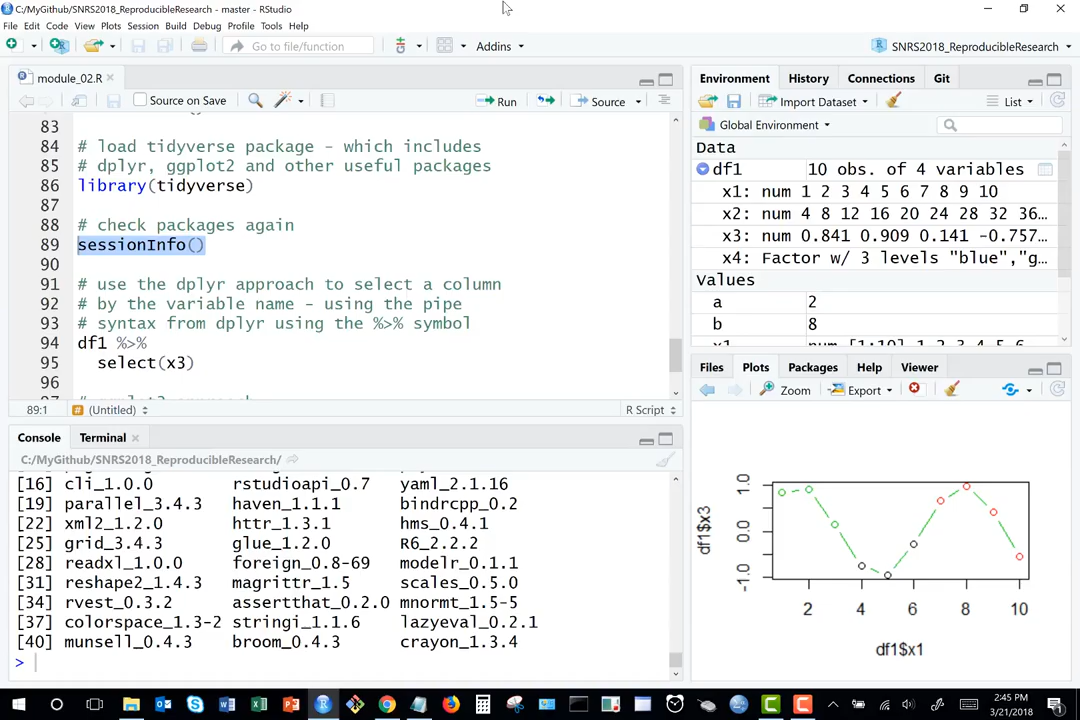 C:/MyGithub/SNRS2018_ReproducibleResearch - master - RStudio
File Edit Code View Plots Session Build Debug Profile Tools Help
Go to file/function Addins SNRS2018_ReproducibleResearch
module_02.R
Source on Save Run Source
83
84 # load tidyverse package - which includes
85 # dplyr, ggplot2 and other useful packages
86 library(tidyverse)
87
88 # check packages again
89 sessionInfo()
90
91 # use the dplyr approach to select a column
92 # by the variable name - using the pipe
93 # syntax from dplyr using the %>% symbol
94 df1 %>%
95 select(x3)
96
89:1 (Untitled) R Script
Console Terminal
C:/MyGithub/SNRS2018_ReproducibleResearch/
[16] cli_1.0.0 rstudioapi_0.7 yaml_2.1.16
[19] parallel_3.4.3 haven_1.1.1 bindrcpp_0.2
[22] xml2_1.2.0 httr_1.3.1 hms_0.4.1
[25] grid_3.4.3 glue_1.2.0 R6_2.2.2
[28] readxl_1.0.0 foreign_0.8-69 modelr_0.1.1
[31] reshape2_1.4.3 magrittr_1.5 scales_0.5.0
[34] rvest_0.3.2 assertthat_0.2.0 mnormt_1.5-5
[37] colorspace_1.3-2 stringi_1.1.6 lazyeval_0.2.1
[40] munsell_0.4.3 broom_0.4.3 crayon_1.3.4
>
Environment History Connections Git
Import Dataset List
Global Environment
Data
df1 10 obs. of 4 variables
x1: num 1 2 3 4 5 6 7 8 9 10
x2: num 4 8 12 16 20 24 28 32 36…
x3: num 0.841 0.909 0.141 -0.757…
x4: Factor w/ 3 levels "blue","g…
Values
a 2
b 8
x1 num [1:10] 1 2 3 4 5 6
Files Plots Packages Help Viewer
Zoom Export
df1$x3
1.0
0.0
-1.0
2 4 6 8 10
df1$x1
2:45 PM
3/21/2018